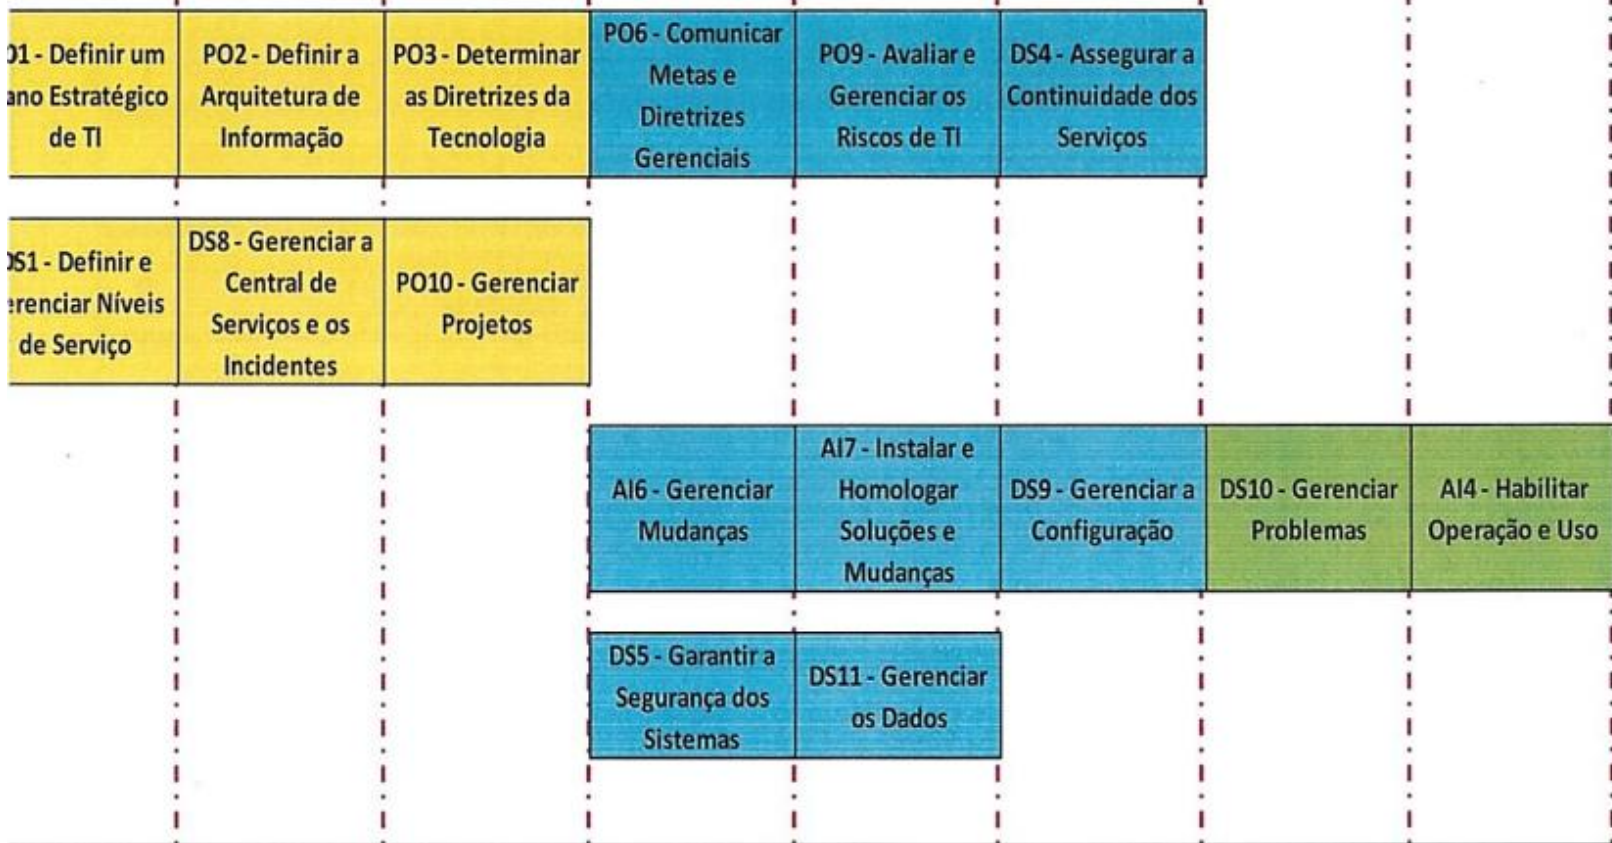 01 - Definir um
ano Estratégico
de TI
PO2 - Definir a
Arquitetura de
Informação
PO3 - Determinar
as Diretrizes da
Tecnologia
PO6 - Comunicar
Metas e
Diretrizes
Gerenciais
PO9 - Avaliar e
Gerenciar os
Riscos de TI
DS4 - Assegurar a
Continuidade dos
Serviços
S1 - Definir e
erenciar Níveis
de Serviço
DS8 - Gerenciar a
Central de
Serviços e os
Incidentes
PO10 - Gerenciar
Projetos
AI6 - Gerenciar
Mudanças
AI7 - Instalar e
Homologar
Soluções e
Mudanças
DS9 - Gerenciar a
Configuração
DS10 - Gerenciar
Problemas
AI4 - Habilitar
Operação e Uso
DS5 - Garantir a
Segurança dos
Sistemas
DS11 - Gerenciar
os Dados